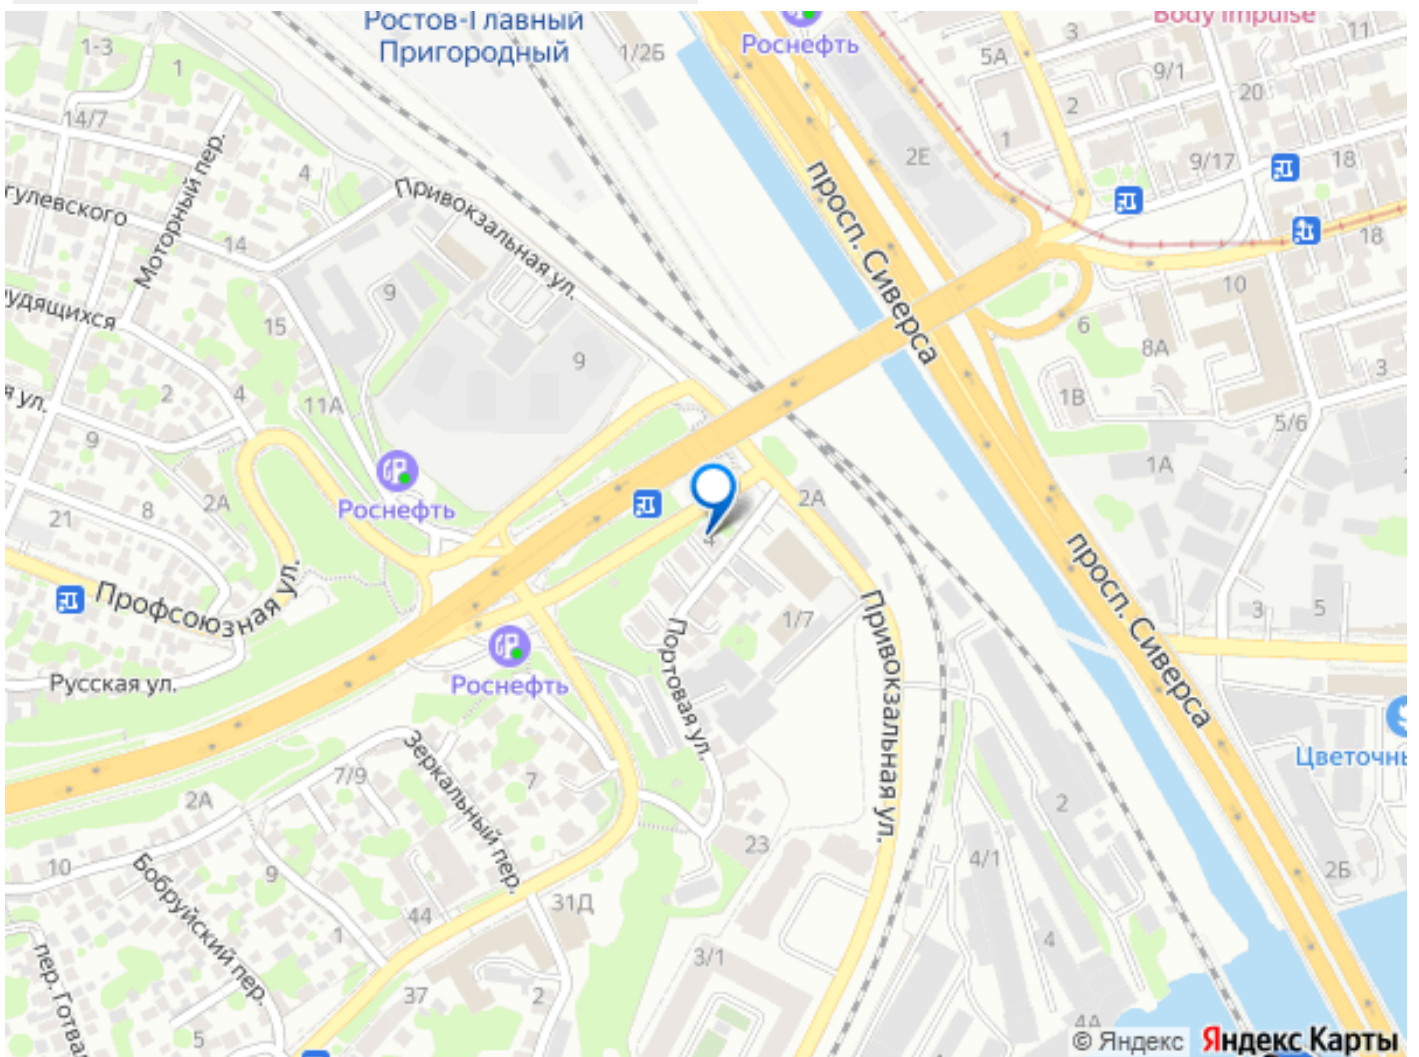 Ростов-Главный
Пригородный
1/2Б
Роснефть
Body Impulse
1-3
1
3
11
5А
9/1
2
20
14/7
1
2Е
9/17
18
Моторный пер.
4
гулевского
Привокзальная ул.
просп. Сиверса
14
18
9
10
удящихся
15
6
8А
9
2
4
11А
1В
3
я ул.
9
5/6
1А
Роснефть
2А
2А
8
21
4
Профсоюзная ул.
1/7
Привокзальная ул.
просп. Сиверса
3
5
Портовая ул.
Русская ул.
Роснефть
Зеркальный пер.
7/9
7
2А
Цветочны
2
23
4/1
10
9
2Б
Бобруйский пер.
44
31Д
1
4
3/1
пер. Готва
37
2
5
4А
© Яндекс Яндекс Карты